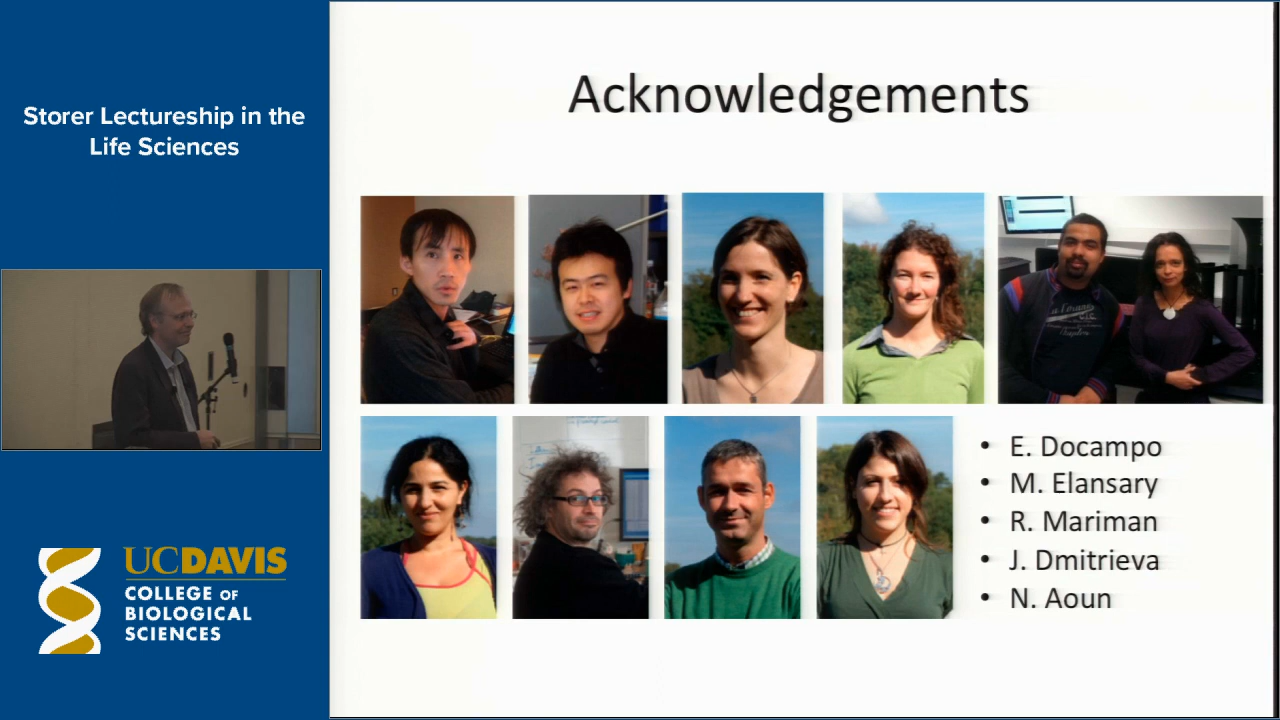 Storer Lectureship in the
Life Sciences
UCDAVIS
COLLEGE OF
BIOLOGICAL
SCIENCES
Acknowledgements
• E. Docampo
• M. Elansary
• R. Mariman
• J. Dmitrieva
• N. Aoun